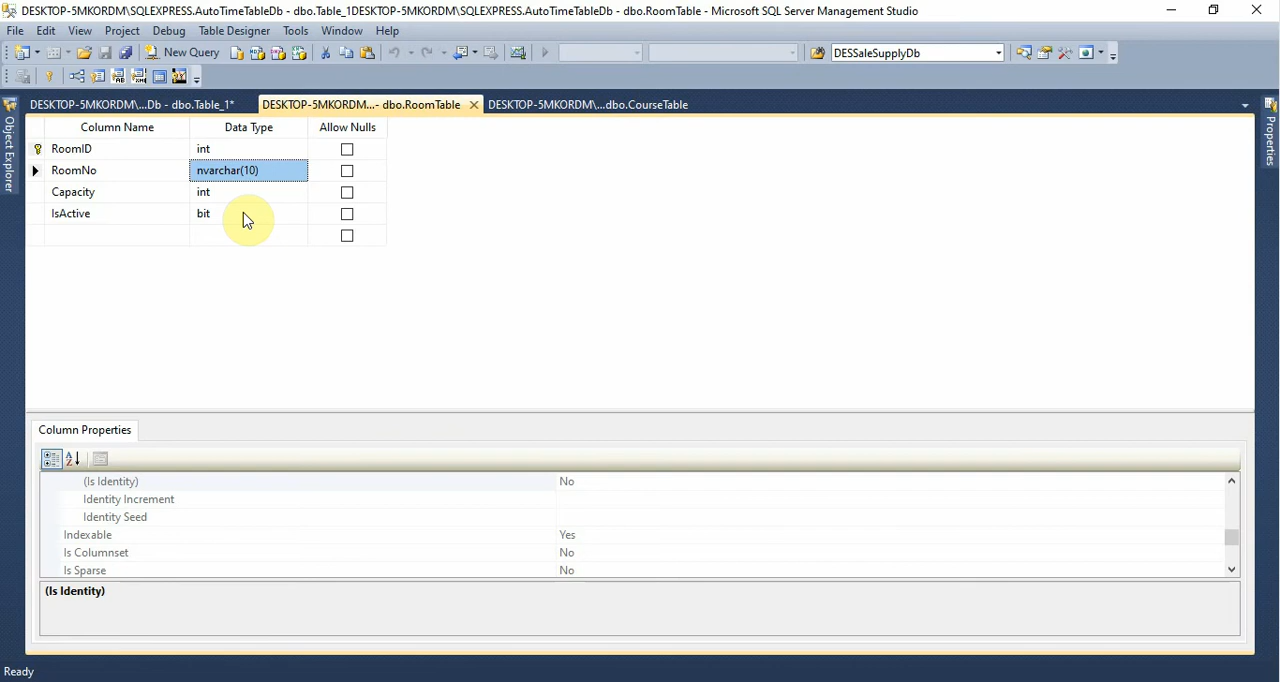 DESKTOP-5MKORDM\SQLEXPRESS.AutoTimeTableDb - dbo.Table_1DESKTOP-5MKORDM\SQLEXPRESS.AutoTimeTableDb - dbo.RoomTable - Microsoft SQL Server Management Studio
File Edit View Project Debug Table Designer Tools Window Help
New Query DESSaleSupplyDb
DESKTOP-5MKORDM\...Db - dbo.Table_1* DESKTOP-5MKORDM...- dbo.RoomTable DESKTOP-5MKORDM\...dbo.CourseTable
Object Explorer
Properties
Column Name Data Type Allow Nulls
RoomID int
RoomNo nvarchar(10)
Capacity int
IsActive bit
Column Properties
(Is Identity) No
Identity Increment
Identity Seed
Indexable Yes
Is Columnset No
Is Sparse No
(Is Identity)
Ready